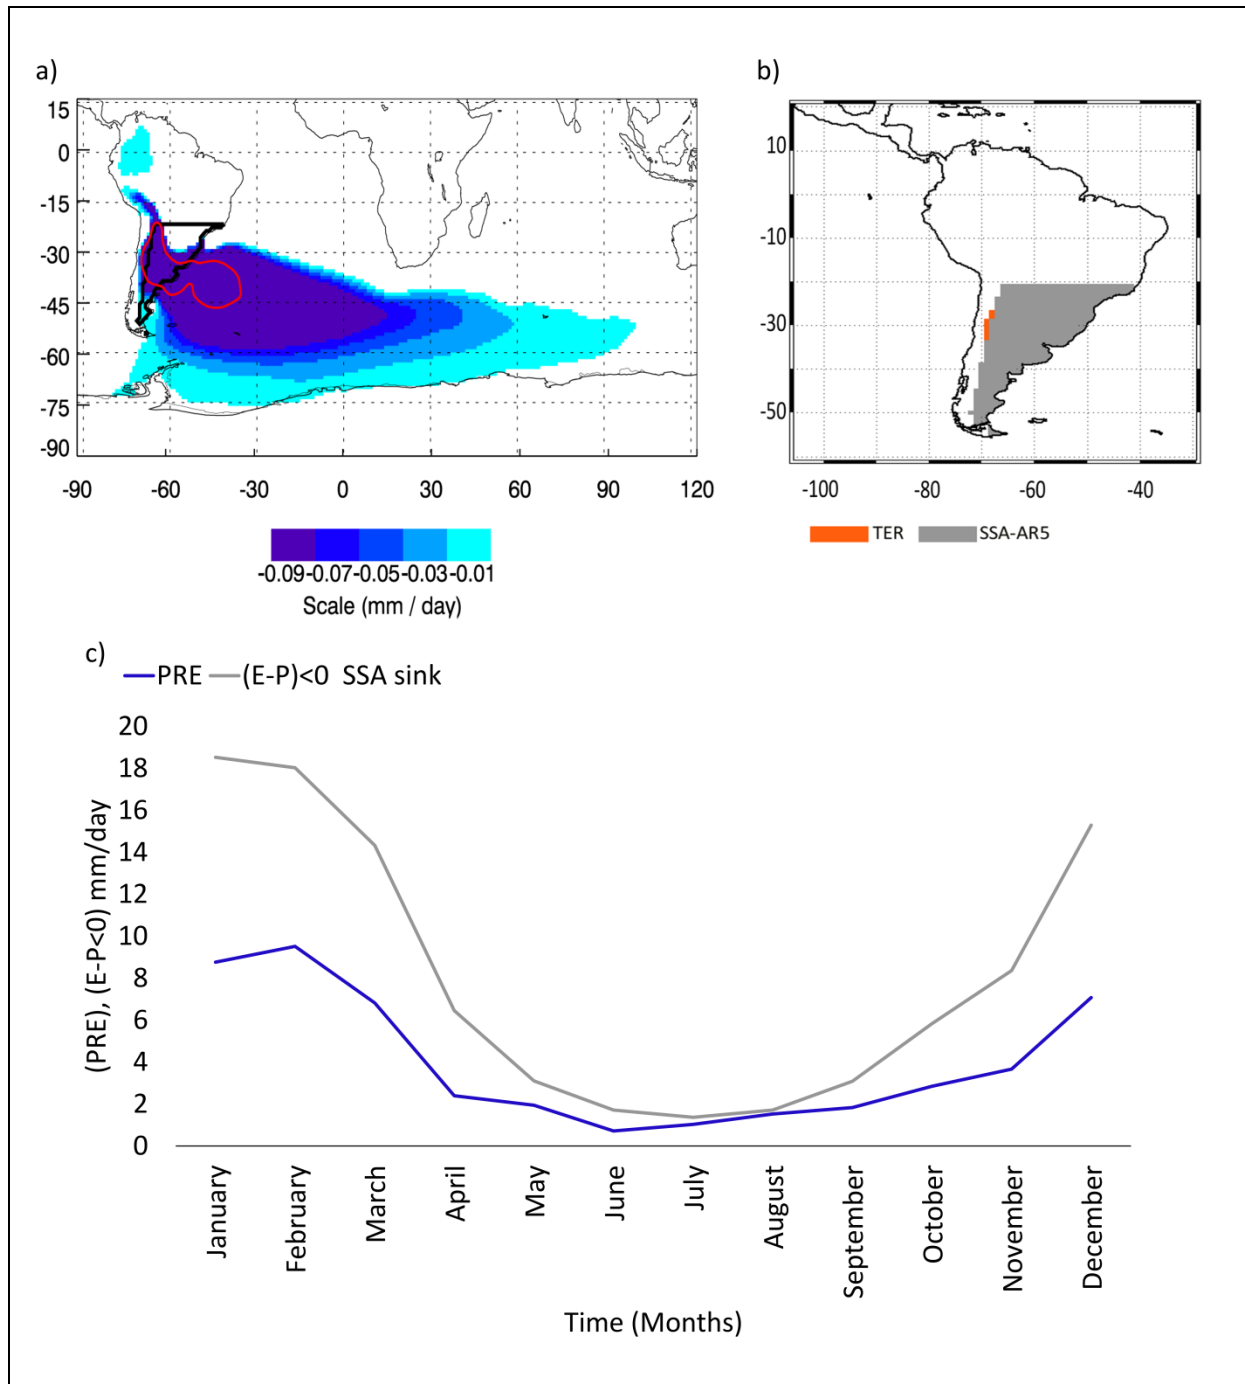 a)
15
0
-15
-30
-45
-60
-75
-90
-90 -60 -30 0 30 60 90 120
-0.09 -0.07 -0.05 -0.03 -0.01
Scale (mm / day)
b)
10
-10
-30
-50
-100 -80 -60 -40
TER SSA-AR5
c)
PRE (E-P)<0 SSA sink
20
18
16
14
12
10
8
6
4
2
0
(PRE), (E-P<0) mm/day
January February March April May June July August September October November December
Time (Months)